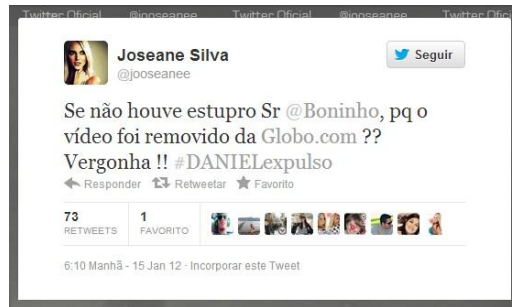 Twitter Oficial @jooseanee Twitter Oficial @jooseanee Twitter Ofici
Joseane Silva
@jooseanee
Seguir
Se não houve estupro Sr @Boninho, pq o
vídeo foi removido da Globo.com ??
Vergonha !! #DANIELexpulso
Responder Retweetar Favorito
73 RETWEETS
1 FAVORITO
6:10 Manhã - 15 Jan 12 · Incorporar este Tweet